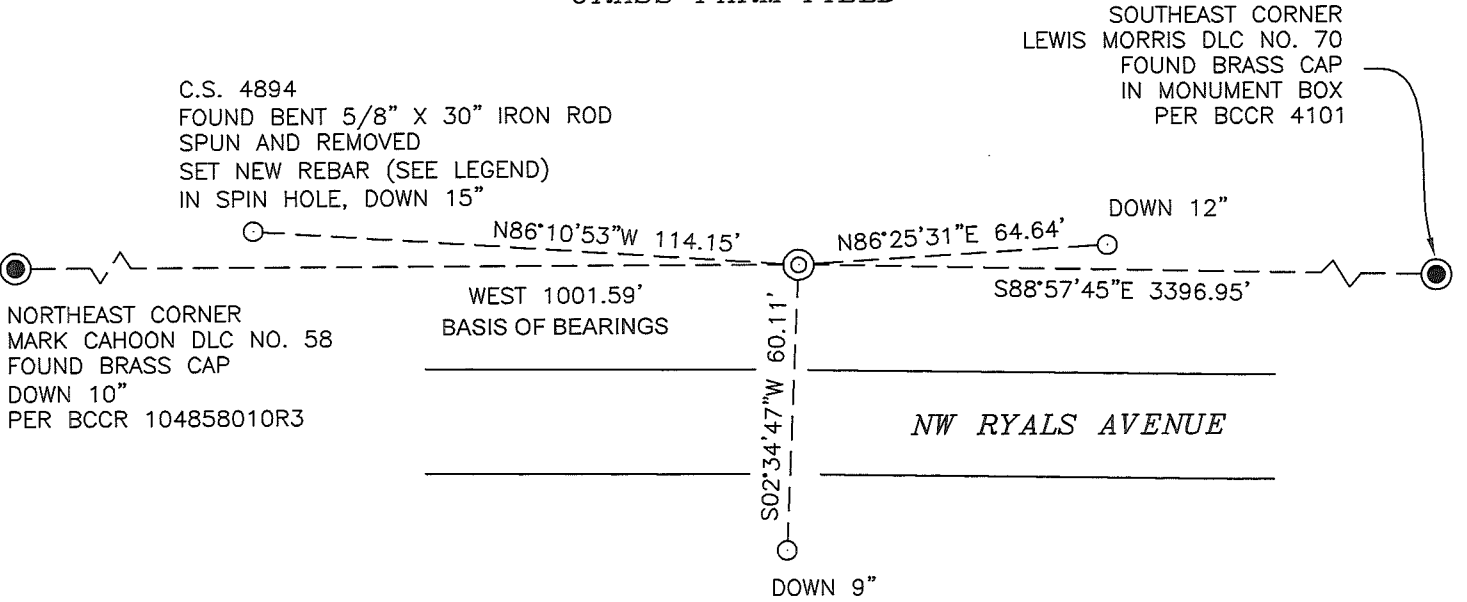 GRASS FARM FIELD
SOUTHEAST CORNER
LEWIS MORRIS DLC NO. 70
FOUND BRASS CAP
IN MONUMENT BOX
PER BCCR 4101
C.S. 4894
FOUND BENT 5/8" X 30" IRON ROD
SPUN AND REMOVED
SET NEW REBAR (SEE LEGEND)
IN SPIN HOLE, DOWN 15"
DOWN 12"
N86°10'53"W 114.15'
N86°25'31"E 64.64'
WEST 1001.59'
BASIS OF BEARINGS
S88°57'45"E 3396.95'
NORTHEAST CORNER
MARK CAHOON DLC NO. 58
FOUND BRASS CAP
DOWN 10"
PER BCCR 104858010R3
S02°34'47"W 60.11'
NW RYALS AVENUE
DOWN 9"